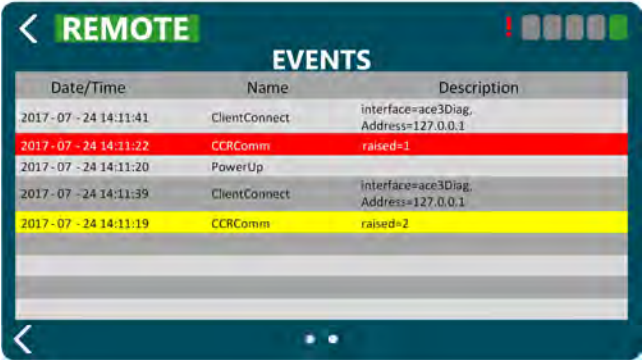 REMOTE
!
EVENTS
Date/Time Name Description
2017-07-24 14:11:41 ClientConnect interface=ace3Diag,
Address=127.0.0.1
2017-07-24 14:11:22 CCRComm raised=1
2017-07-24 14:11:20 PowerUp
2017-07-24 14:11:39 ClientConnect interface=ace3Diag,
Address=127.0.0.1
2017-07-24 14:11:19 CCRComm raised=2